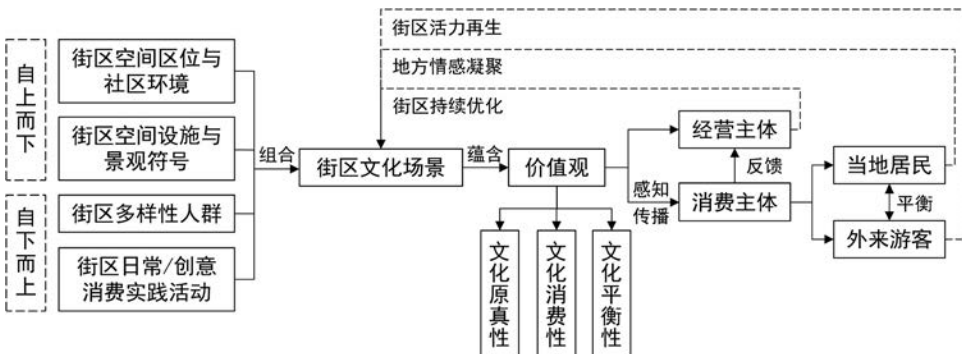 自上而下
自下而上
街区空间区位与
社区环境
街区空间设施与
景观符号
街区多样性人群
街区日常/创意
消费实践活动
组合
街区文化场景
蕴含
价值观
文化原真性
文化消费性
文化平衡性
感知
传播
经营主体
反馈
消费主体
当地居民
平衡
外来游客
街区活力再生
地方情感凝聚
街区持续优化